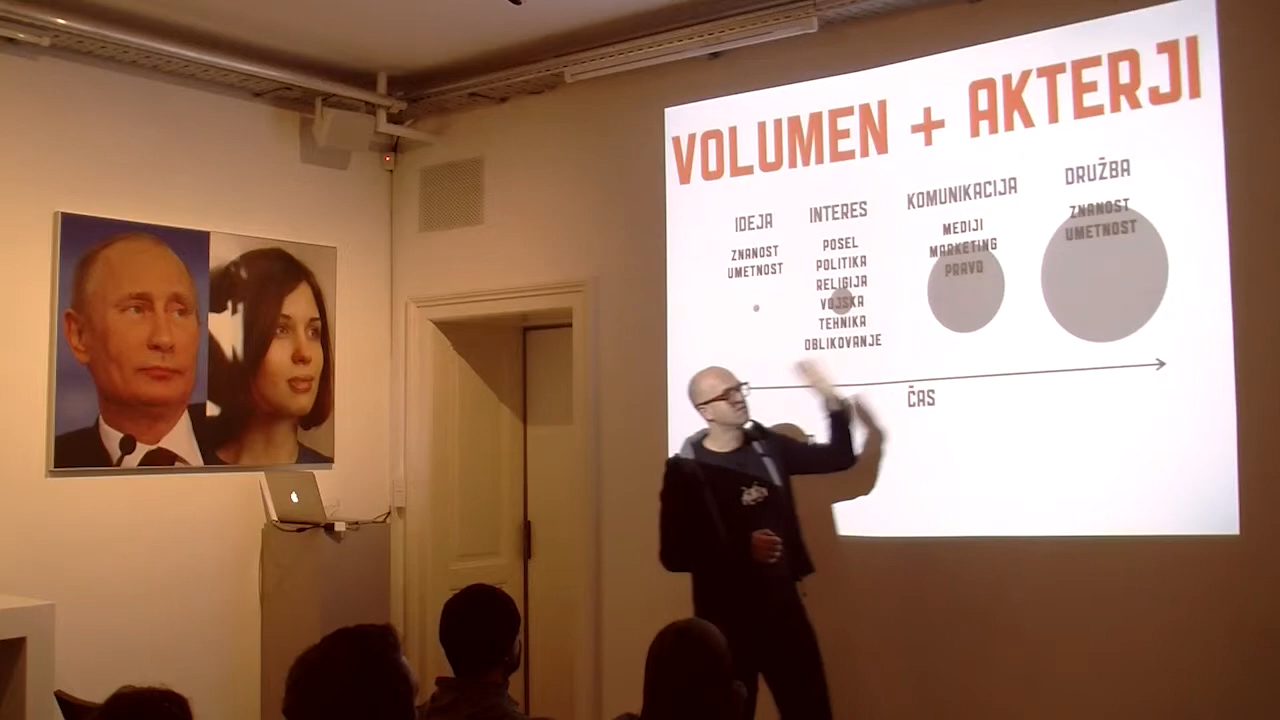 VOLUMEN + AKTERJI
IDEJA
ZNANOST
UMETNOST
INTERES
POSEL
POLITIKA
RELIGIJA
VOJSKA
TEHNIKA
OBLIKOVANJE
KOMUNIKACIJA
MEDIJI
MARKETING
PRAVO
DRUŽBA
ZNANOST
UMETNOST
ČAS